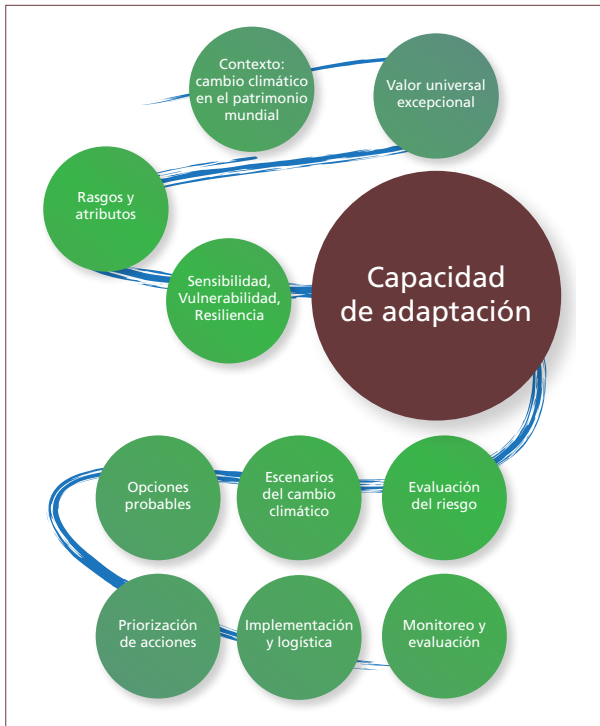 Contexto:
cambio climático
en el patrimonio
mundial
Valor universal
excepcional
Rasgos y
atributos
Sensibilidad,
Vulnerabilidad,
Resiliencia
Capacidad
de adaptación
Opciones
probables
Escenarios
del cambio
climático
Evaluación
del riesgo
Priorización
de acciones
Implementación
y logística
Monitoreo y
evaluación